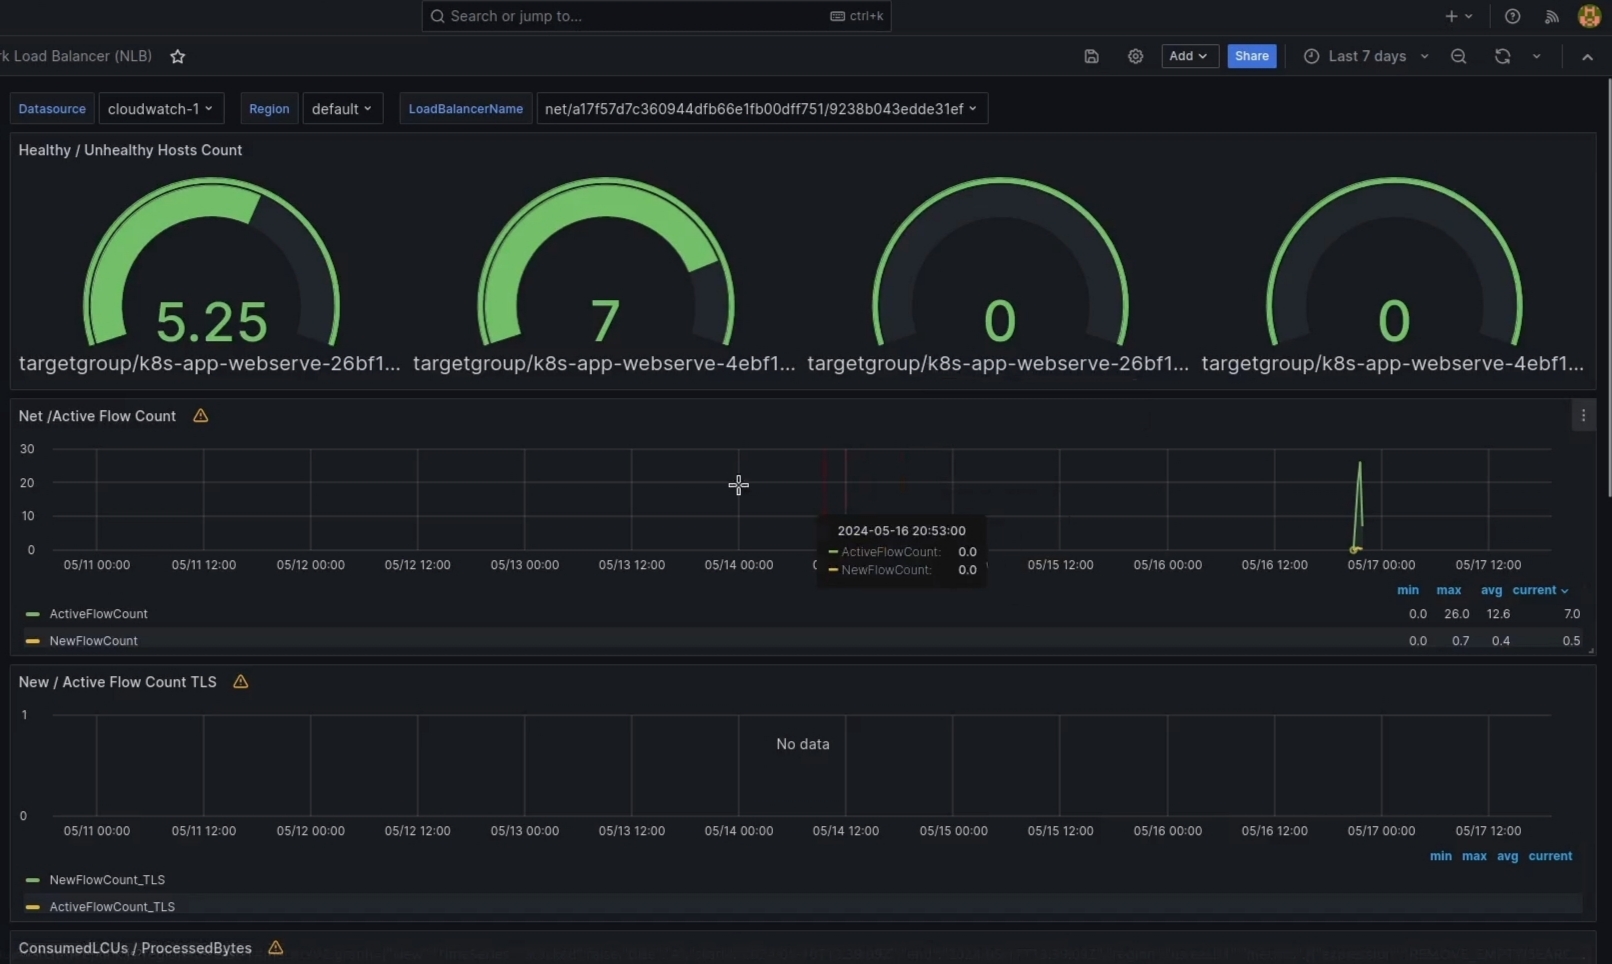 Search or jump to... ctrl+k
rk Load Balancer (NLB) Add Share Last 7 days
Datasource cloudwatch-1 Region default LoadBalancerName net/a17f57d7c360944dfb66e1fb00dff751/9238b043edde31ef
Healthy / Unhealthy Hosts Count
5.25 7 0 0
targetgroup/k8s-app-webserve-26bf1... targetgroup/k8s-app-webserve-4ebf1... targetgroup/k8s-app-webserve-26bf1... targetgroup/k8s-app-webserve-4ebf1...
Net /Active Flow Count
30
20
10
0
2024-05-16 20:53:00
ActiveFlowCount: 0.0
NewFlowCount: 0.0
05/11 00:00 05/11 12:00 05/12 00:00 05/12 12:00 05/13 00:00 05/13 12:00 05/14 00:00 05/15 12:00 05/16 00:00 05/16 12:00 05/17 00:00 05/17 12:00
min max avg current
ActiveFlowCount 0.0 26.0 12.6 7.0
NewFlowCount 0.0 0.7 0.4 0.5
New / Active Flow Count TLS
1
No data
0
05/11 00:00 05/11 12:00 05/12 00:00 05/12 12:00 05/13 00:00 05/13 12:00 05/14 00:00 05/14 12:00 05/15 00:00 05/15 12:00 05/16 00:00 05/16 12:00 05/17 00:00 05/17 12:00
min max avg current
NewFlowCount_TLS
ActiveFlowCount_TLS
ConsumedLCUs / ProcessedBytes